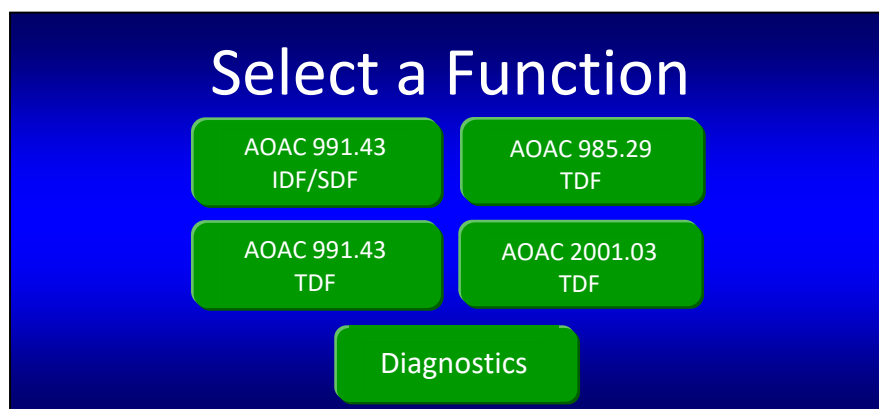 Select a Function
AOAC 991.43
IDF/SDF
AOAC 985.29
TDF
AOAC 991.43
TDF
AOAC 2001.03
TDF
Diagnostics